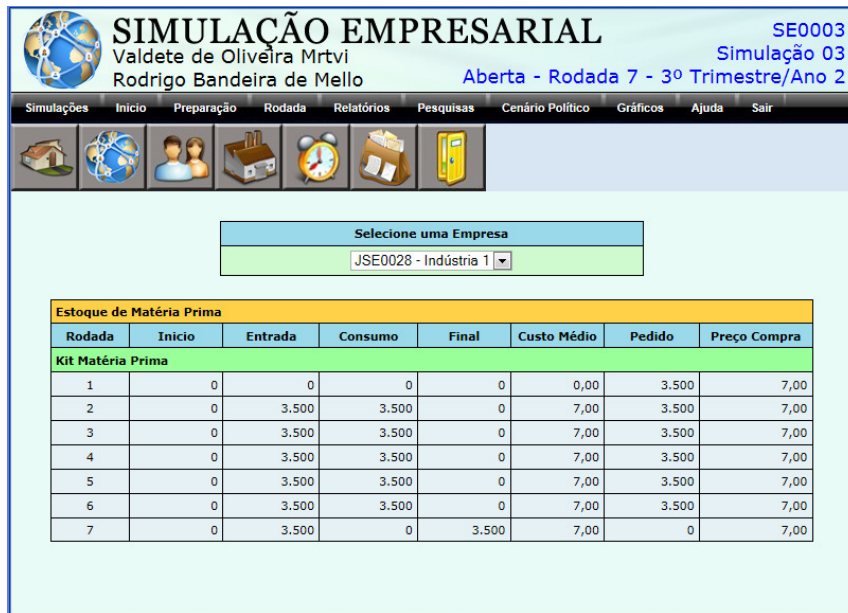 SIMULAÇÃO EMPRESARIAL
Valdete de Oliveira Mrtvi
Rodrigo Bandeira de Mello
SE0003
Simulação 03
Aberta - Rodada 7 - 3º Trimestre/Ano 2
Simulações Inicio Preparação Rodada Relatórios Pesquisas Cenário Político Gráficos Ajuda Sair
Selecione uma Empresa
JSE0028 - Indústria 1
Estoque de Matéria Prima
Rodada Inicio Entrada Consumo Final Custo Médio Pedido Preço Compra
Kit Matéria Prima
1 0 0 0 0 0,00 3.500 7,00
2 0 3.500 3.500 0 7,00 3.500 7,00
3 0 3.500 3.500 0 7,00 3.500 7,00
4 0 3.500 3.500 0 7,00 3.500 7,00
5 0 3.500 3.500 0 7,00 3.500 7,00
6 0 3.500 3.500 0 7,00 3.500 7,00
7 0 3.500 0 3.500 7,00 0 7,00